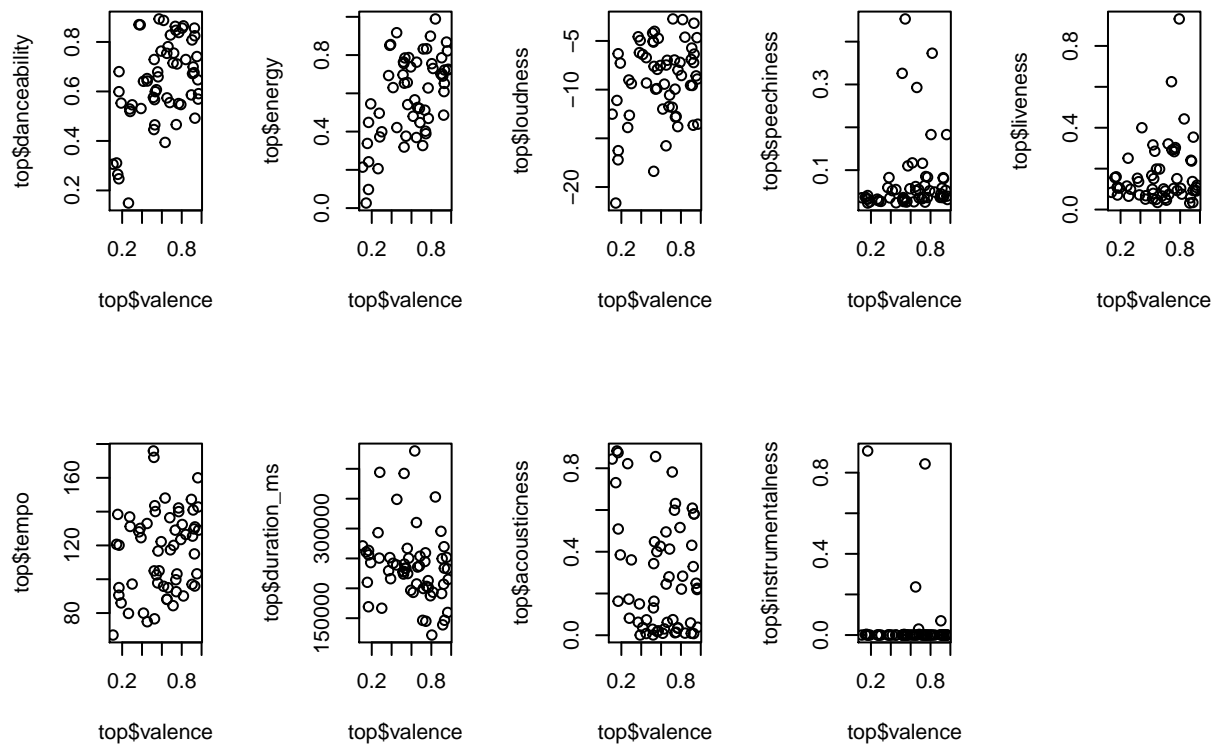 top$danceability
0.8
0.6
0.4
0.2
0.2 0.8
top$valence
top$energy
0.8
0.4
0.0
0.2 0.8
top$valence
top$loudness
−5
−10
−20
0.2 0.8
top$valence
top$speechiness
0.3
0.1
0.2 0.8
top$valence
top$liveness
0.8
0.4
0.0
0.2 0.8
top$valence
top$tempo
160
120
80
0.2 0.8
top$valence
top$duration_ms
300000
150000
0.2 0.8
top$valence
top$acousticness
0.8
0.4
0.0
0.2 0.8
top$valence
top$instrumentalness
0.8
0.4
0.0
0.2 0.8
top$valence